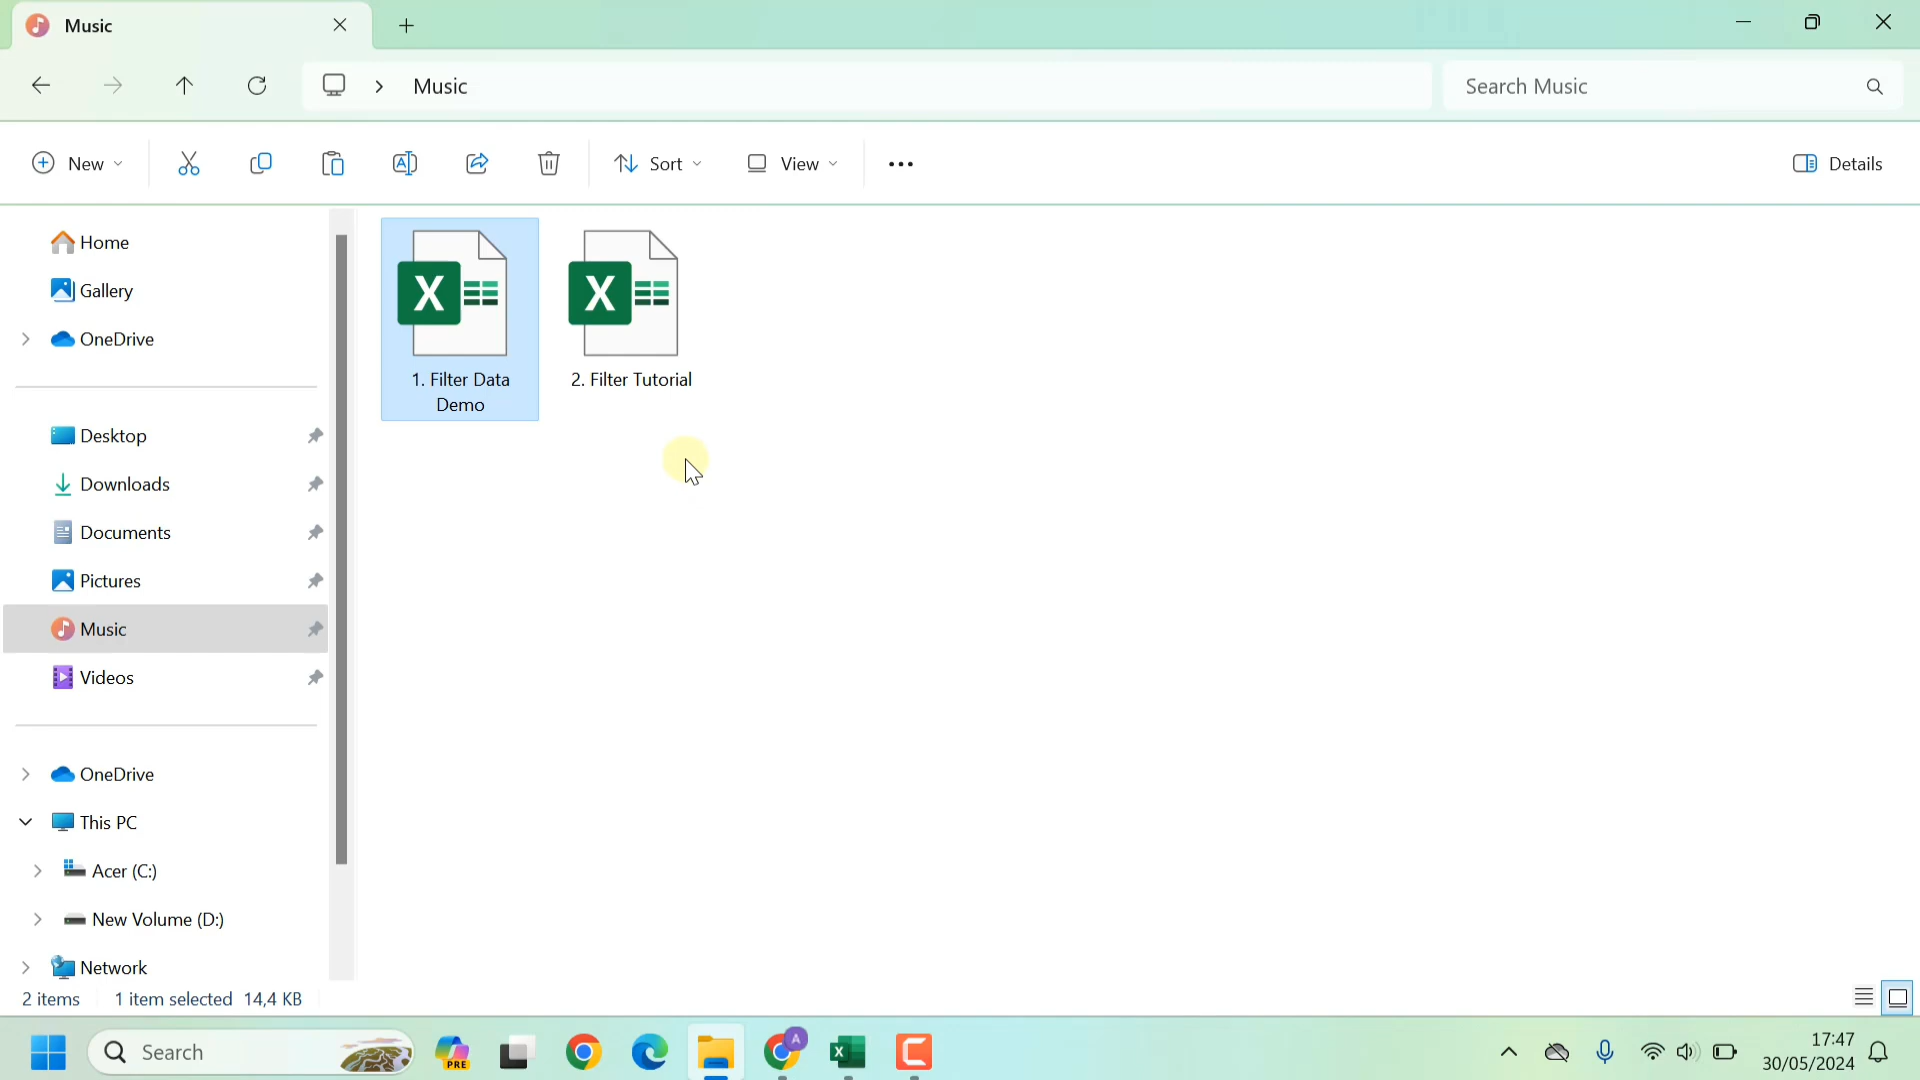 Music
Music
Search Music
New
Sort
View
Details
Home
Gallery
OneDrive
Desktop
Downloads
Documents
Pictures
Music
Videos
OneDrive
This PC
Acer (C:)
New Volume (D:)
Network
X
1. Filter Data
Demo
X
2. Filter Tutorial
2 items 1 item selected 14,4 KB
Search
PRE
A
X
17:47
30/05/2024